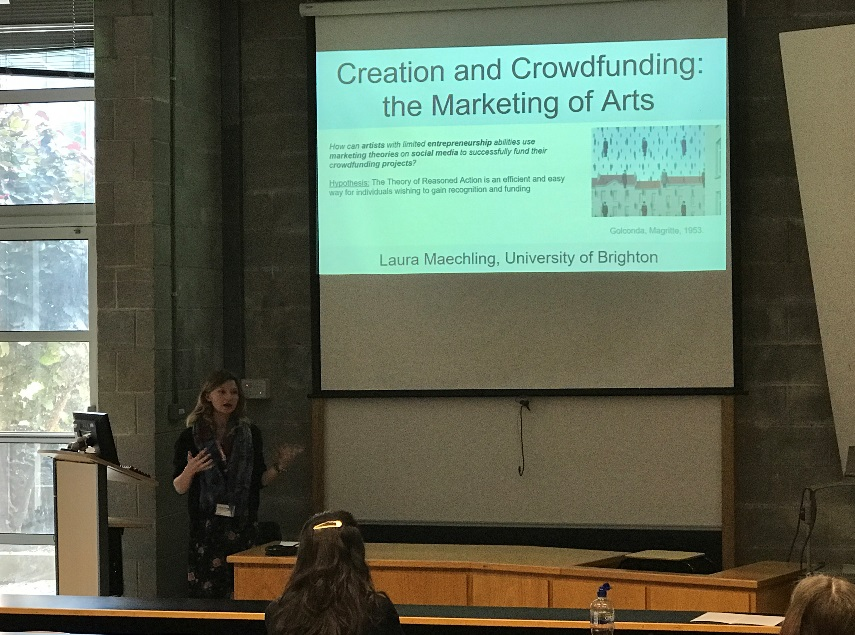 Creation and Crowdfunding:
the Marketing of Arts
How can artists with limited entrepreneurship abilities use
marketing theories on social media to successfully fund their
crowdfunding projects?
Hypothesis: The Theory of Reasoned Action is an efficient and easy
way for individuals wishing to gain recognition and funding
Golconda, Magritte, 1953
Laura Maechling, University of Brighton